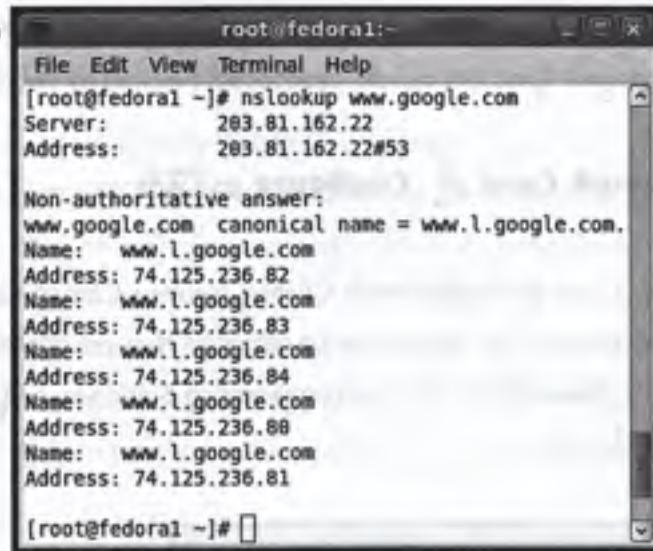 root@fedora1:~
File Edit View Terminal Help
[root@fedora1 ~]# nslookup www.google.com
Server: 203.81.162.22
Address: 203.81.162.22#53
Non-authoritative answer:
www.google.com canonical name = www.l.google.com.
Name: www.l.google.com
Address: 74.125.236.82
Name: www.l.google.com
Address: 74.125.236.83
Name: www.l.google.com
Address: 74.125.236.84
Name: www.l.google.com
Address: 74.125.236.80
Name: www.l.google.com
Address: 74.125.236.81
[root@fedora1 ~]#